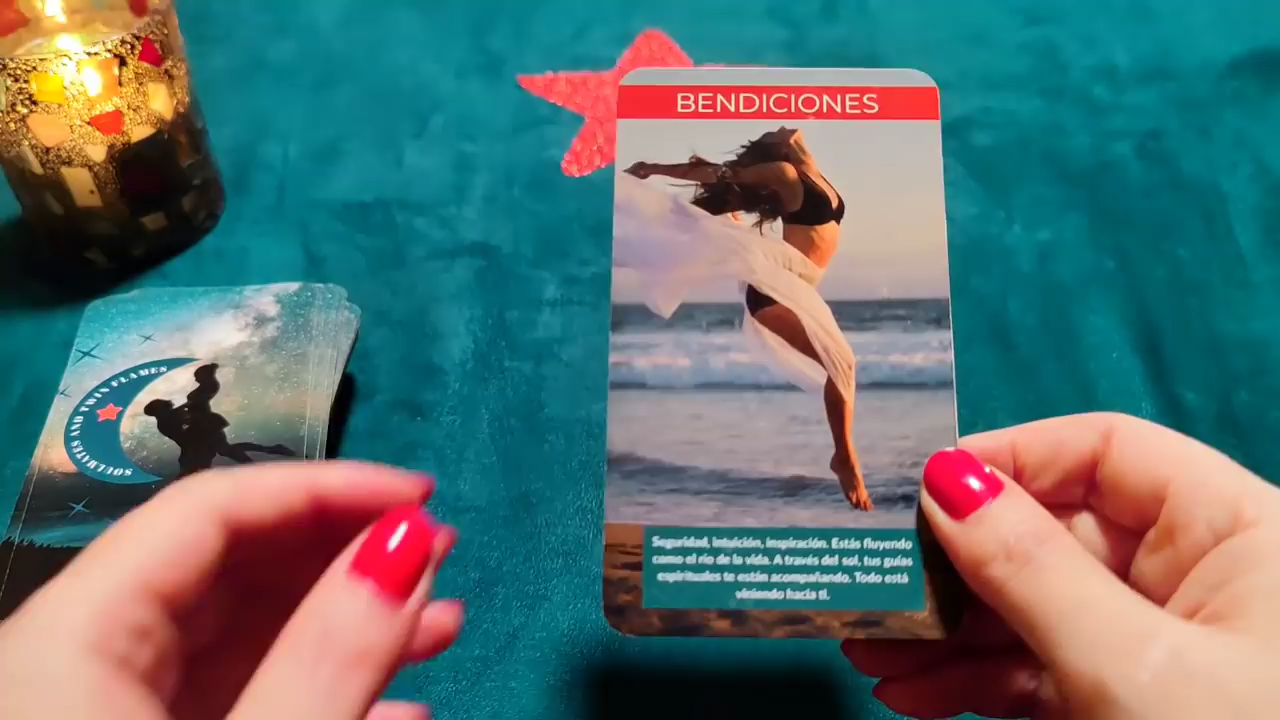 BENDICIONES
Seguridad, intuición, inspiración. Estás fluyendo
como el río de la vida. A través del sol, tus guías
espirituales te están acompañando. Todo está
viniendo hacia ti.
SOULMATES AND TWIN FLAMES